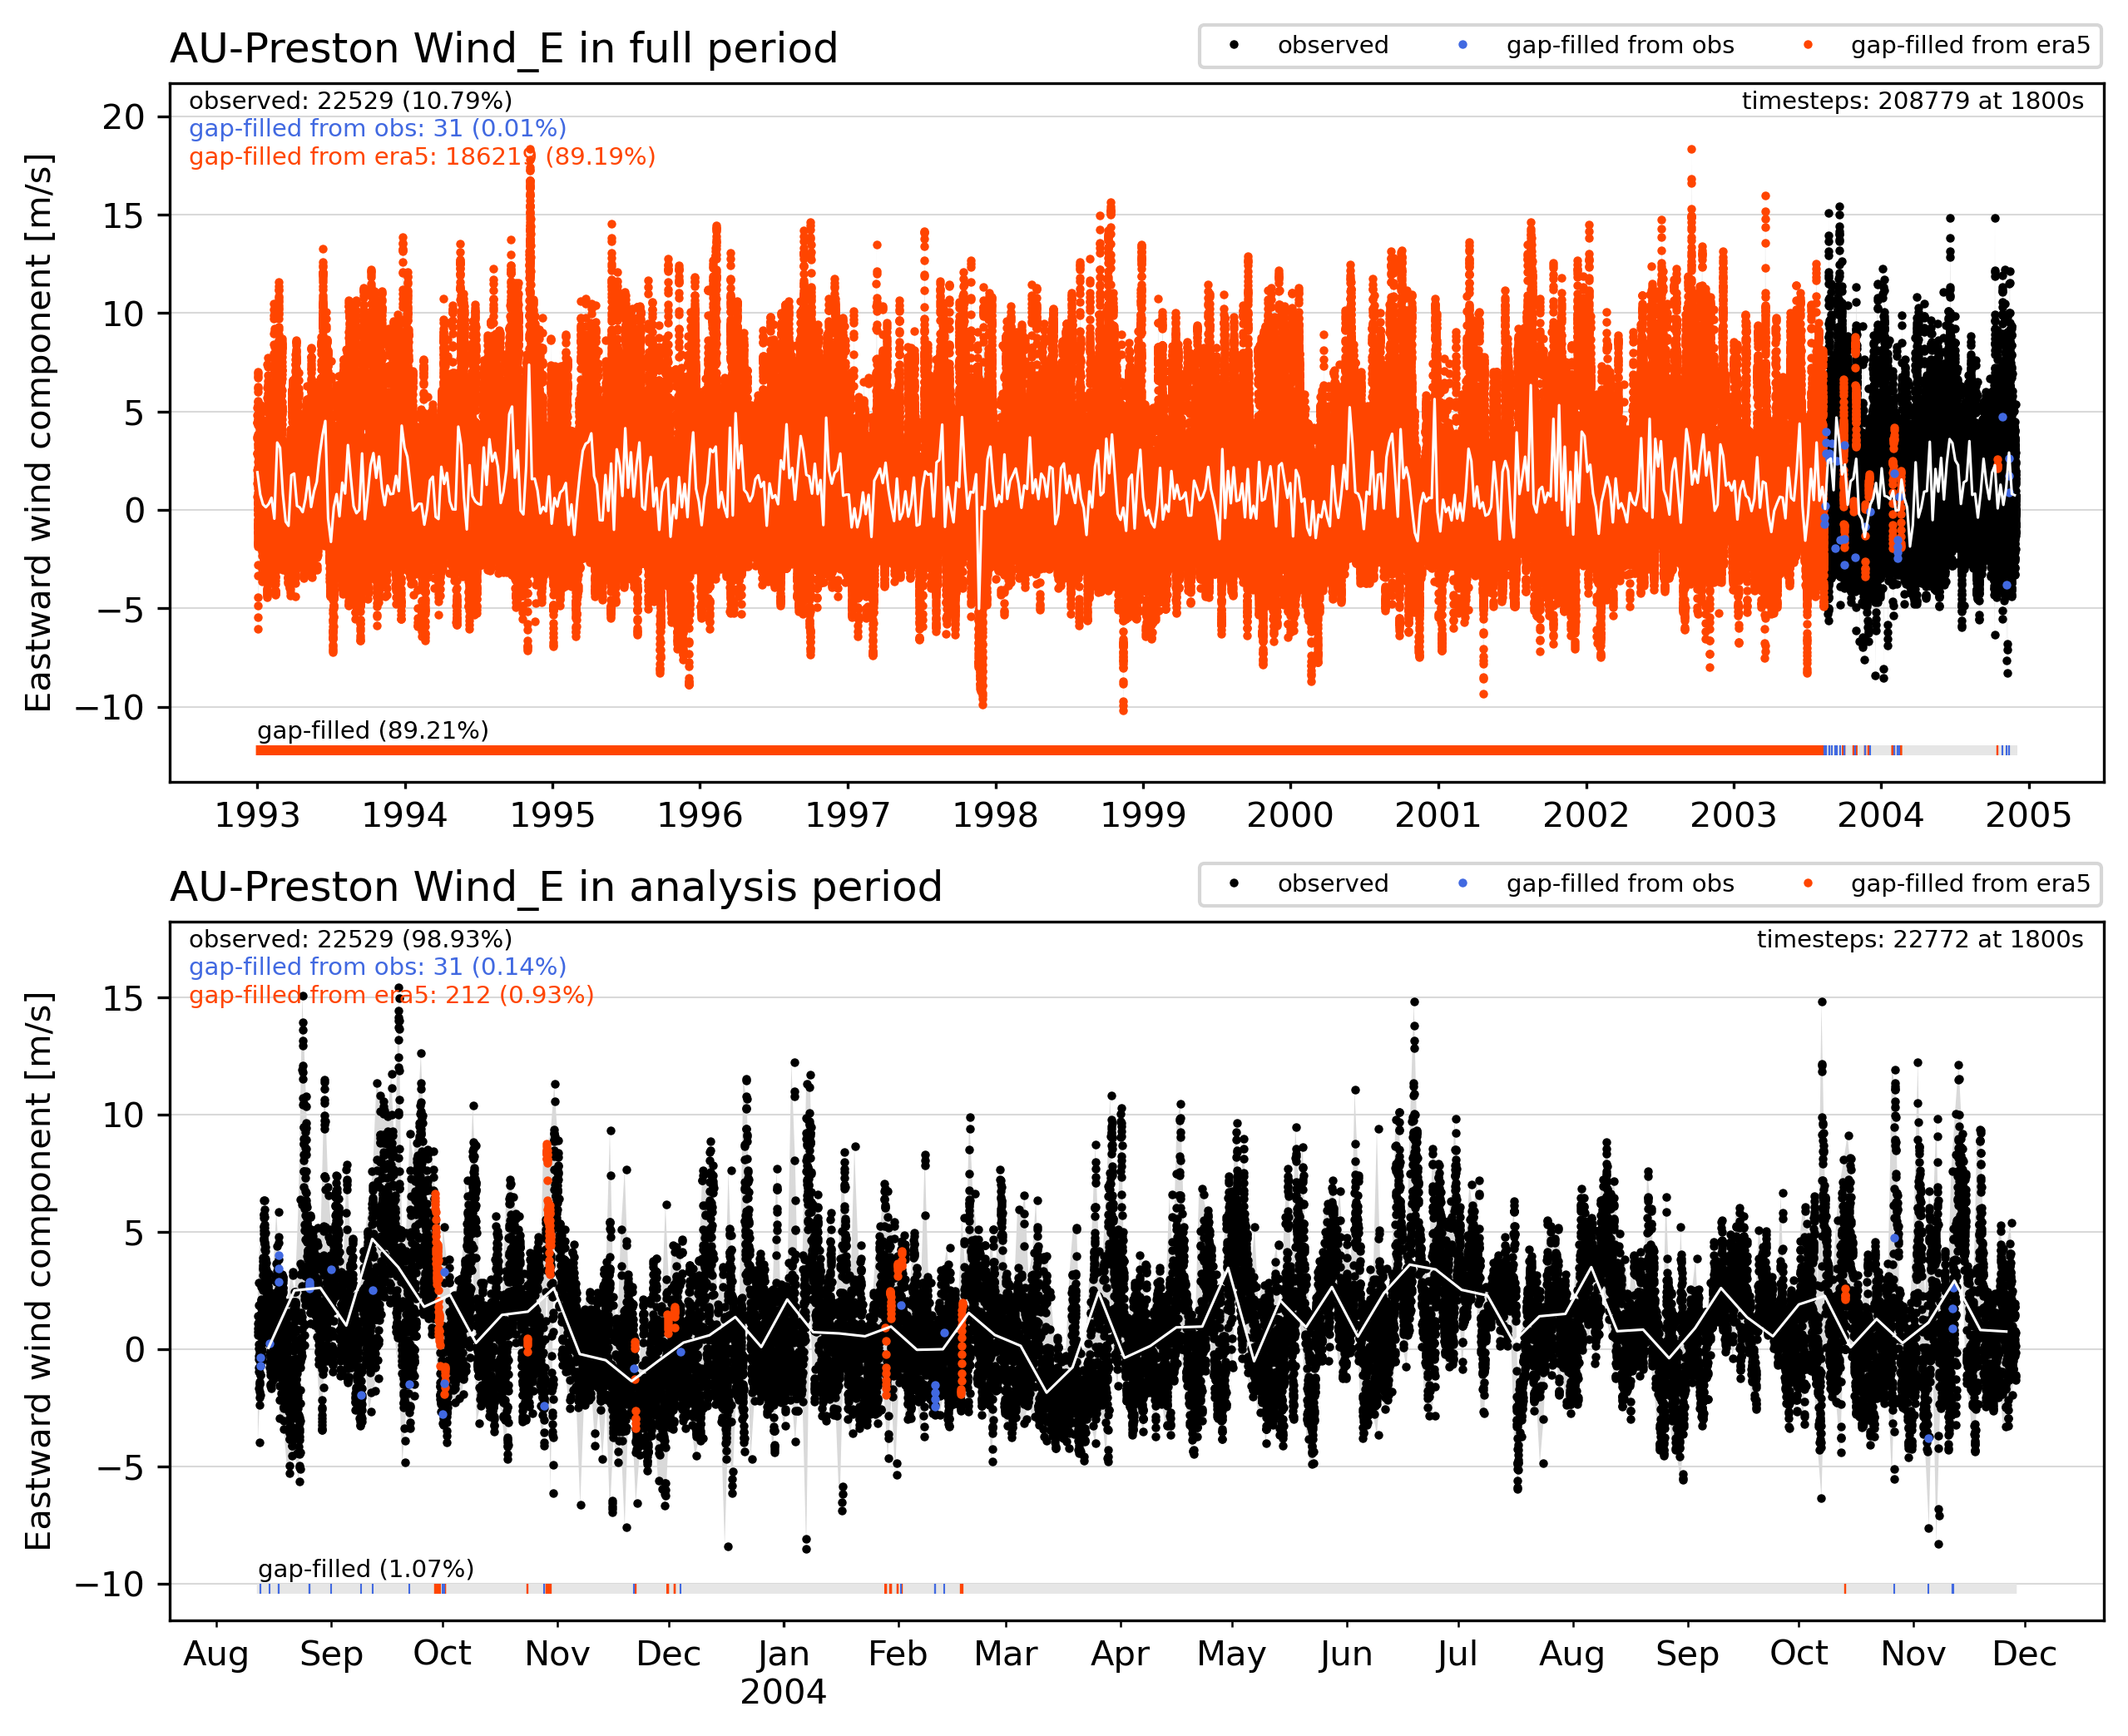 AU-Preston Wind_E in full period
observed gap-filled from obs gap-filled from era5
observed: 22529 (10.79%)
timesteps: 208779 at 1800s
gap-filled from obs: 31 (0.01%)
gap-filled from era5: 186219 (89.19%)
Eastward wind component [m/s]
20
15
10
5
0
−5
−10
gap-filled (89.21%)
1993 1994 1995 1996 1997 1998 1999 2000 2001 2002 2003 2004 2005
AU-Preston Wind_E in analysis period
observed gap-filled from obs gap-filled from era5
observed: 22529 (98.93%)
timesteps: 22772 at 1800s
gap-filled from obs: 31 (0.14%)
gap-filled from era5: 212 (0.93%)
Eastward wind component [m/s]
15
10
5
0
−5
−10
gap-filled (1.07%)
Aug Sep Oct Nov Dec Jan Feb Mar Apr May Jun Jul Aug Sep Oct Nov Dec
2004